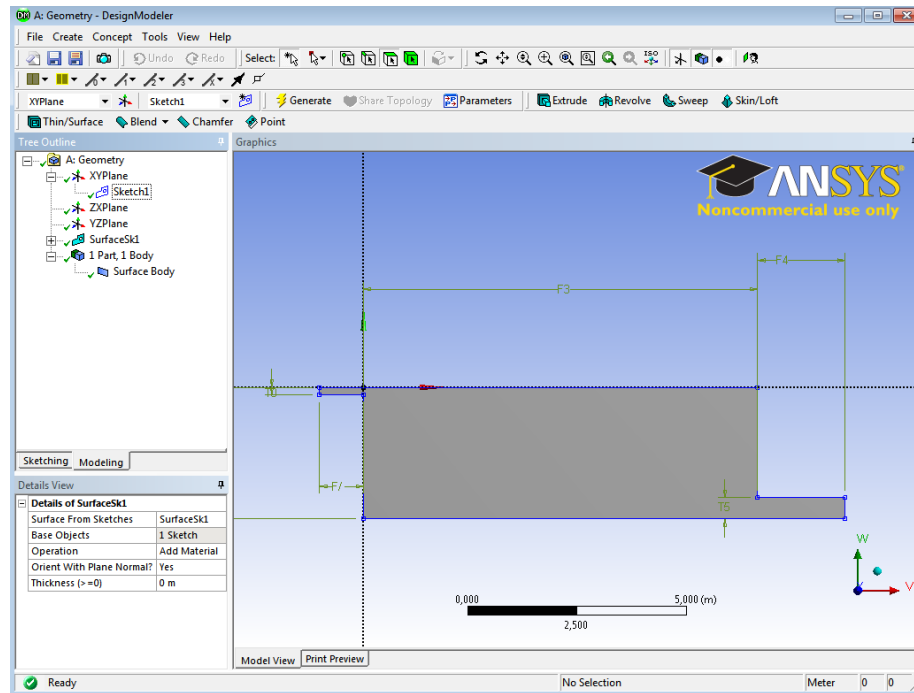 A: Geometry - DesignModeler
File Create Concept Tools View Help
Undo Redo Select: ISO
XYPlane Sketch1 Generate Share Topology Parameters Extrude Revolve Sweep Skin/Loft
Thin/Surface Blend Chamfer Point
Tree Outline
A: Geometry
XYPlane
Sketch1
ZXPlane
YZPlane
SurfaceSk1
1 Part, 1 Body
Surface Body
Sketching Modeling
Details View
Details of SurfaceSk1
Surface From Sketches SurfaceSk1
Base Objects 1 Sketch
Operation Add Material
Orient With Plane Normal? Yes
Thickness (>=0) 0 m
Graphics
ANSYS
Noncommercial use only
F4
F3
F/
T5
W
V
0,000 5,000 (m)
2,500
Model View Print Preview
Ready No Selection Meter 0 0